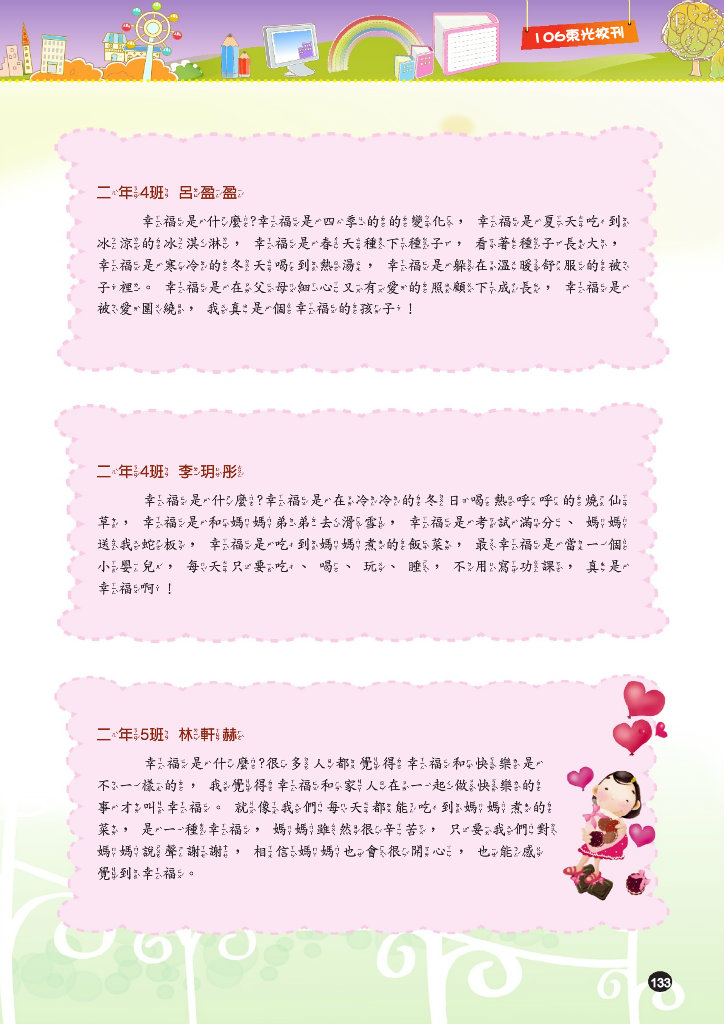 106東光校刊
二年4班 呂盈盈
幸福是什麼?幸福是四季的的變化，幸福是夏天吃到
冰涼的冰淇淋，幸福是春天種下種子，看著種子長大，
幸福是寒冷的冬天喝到熱湯，幸福是躲在溫暖舒服的被
子裡。幸福是在父母細心又有愛的照顧下成長，幸福是
被愛圍繞，我真是個幸福的孩子！
二年4班 李玥彤
幸福是什麼?幸福是在冷冷的冬日喝熱呼呼的燒仙
草，幸福是和媽媽弟弟去滑雪，幸福是考試滿分、媽媽
送我蛇板，幸福是吃到媽媽煮的飯菜，最幸福是當一個
小嬰兒，每天只要吃、喝、玩、睡，不用寫功課，真是
幸福啊！
二年5班 林軒赫
幸福是什麼?很多人都覺得幸福和快樂是
不一樣的，我覺得幸福和家人在一起做快樂的
事才叫幸福。就像我們每天都能吃到媽媽煮的
菜，是一種幸福，媽媽雖然很辛苦，只要我們對
媽媽說聲謝謝，相信媽媽也會很開心，也能感
覺到幸福。
133